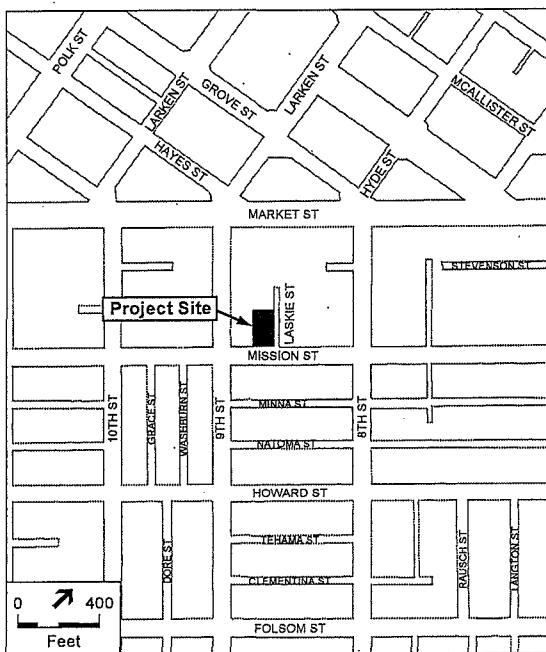 POLK ST
LARKEN ST
GROVE ST
LARKEN ST
MCALLISTER ST
HAYES ST
HYDE ST
MARKET ST
STEVENSON ST
Project Site
LASKIE ST
MISSION ST
10TH ST
GRACE ST
WASHBURN ST
9TH ST
MINNA ST
8TH ST
NATOMA ST
HOWARD ST
DORE ST
TEHAMA ST
RAUSCH ST
LANGTON ST
CLEMENTINA ST
0 400
Feet
FOLSOM ST